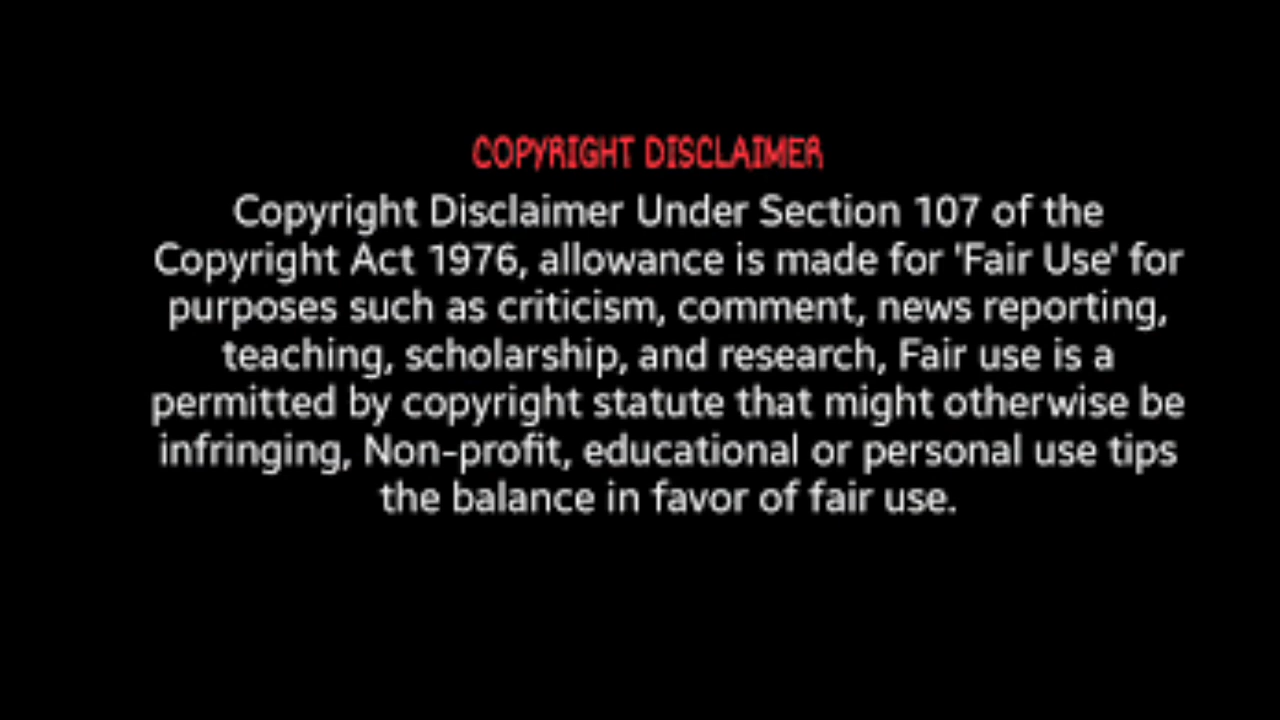 COPYRIGHT DISCLAIMER
Copyright Disclaimer Under Section 107 of the
Copyright Act 1976, allowance is made for 'Fair Use' for
purposes such as criticism, comment, news reporting,
teaching, scholarship, and research, Fair use is a
permitted by copyright statute that might otherwise be
infringing, Non-profit, educational or personal use tips
the balance in favor of fair use.